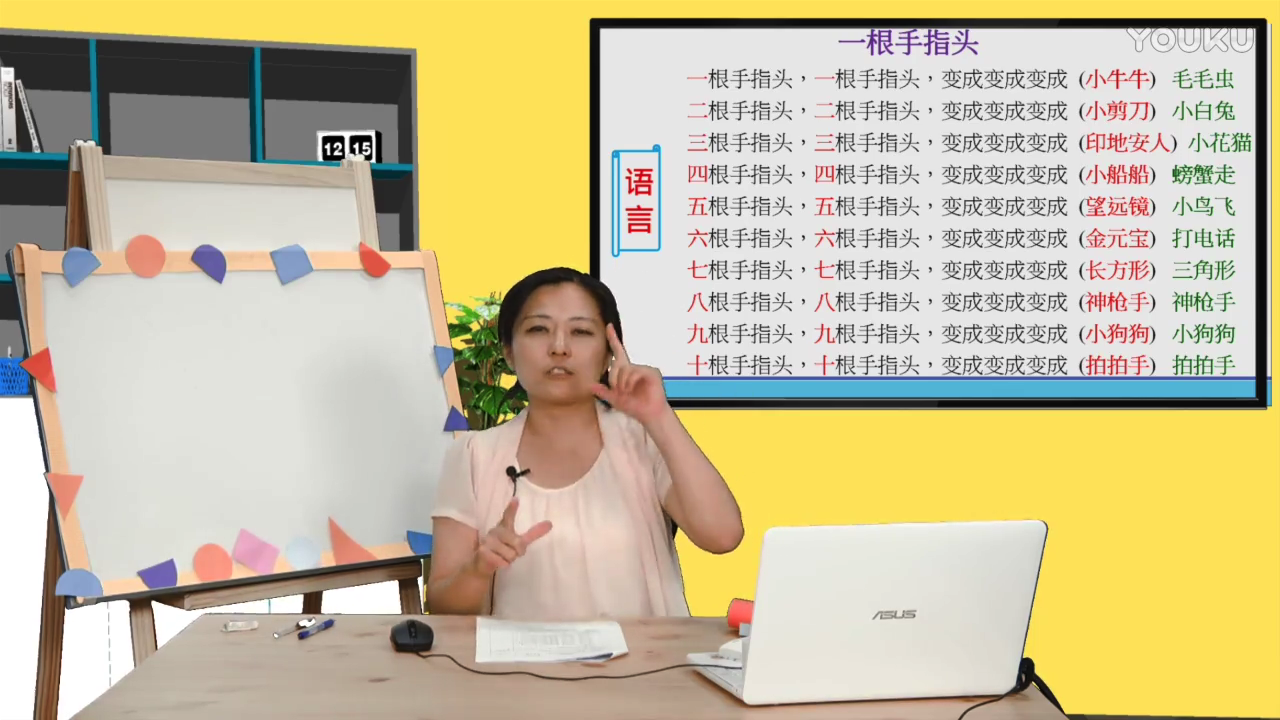 YOUKU
一根手指头
一根手指头，一根手指头，变成变成变成 (小牛牛) 毛毛虫
二根手指头，二根手指头，变成变成变成 (小剪刀) 小白兔
三根手指头，三根手指头，变成变成变成 (印地安人) 小花猫
四根手指头，四根手指头，变成变成变成 (小船船) 螃蟹走
五根手指头，五根手指头，变成变成变成 (望远镜) 小鸟飞
六根手指头，六根手指头，变成变成变成 (金元宝) 打电话
七根手指头，七根手指头，变成变成变成 (长方形) 三角形
八根手指头，八根手指头，变成变成变成 (神枪手) 神枪手
九根手指头，九根手指头，变成变成变成 (小狗狗) 小狗狗
十根手指头，十根手指头，变成变成变成 (拍拍手) 拍拍手
语言
12 15
ASUS